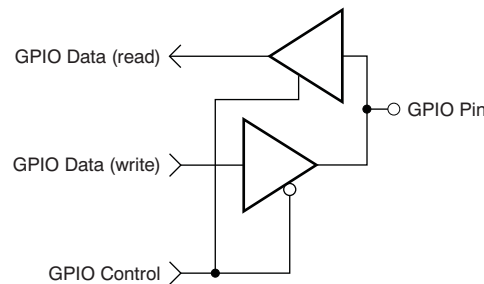 GPIO Data (read)
GPIO Pin
GPIO Data (write)
GPIO Control